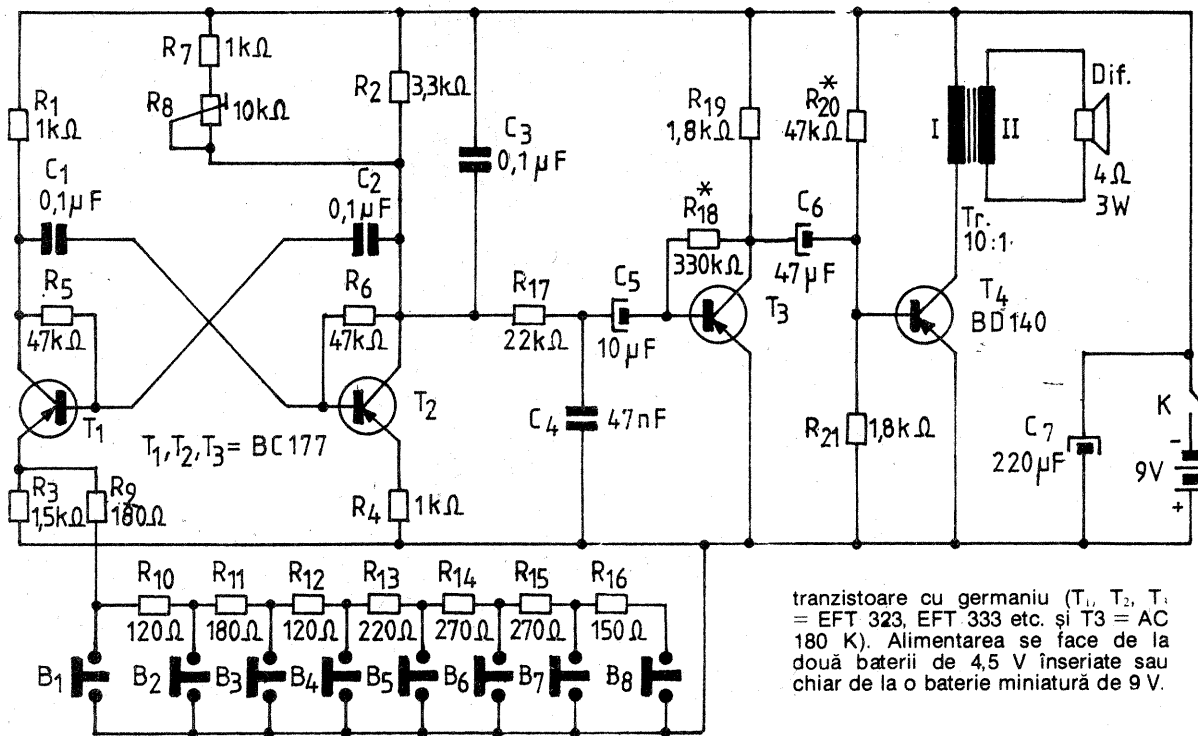 R7 1kΩ
R8 10kΩ
R2 3,3kΩ
R1 1kΩ
C3 0,1µF
R19 1,8kΩ
R20* 47kΩ
I II
Dif.
4Ω
3W
C1 0,1µF
C2 0,1µF
R18* 330kΩ
C6 47µF
Tr. 10:1
R5 47kΩ
R6 47kΩ
R17 22kΩ
C5 10µF
T3
T4 BD140
T1
T2
T1,T2,T3= BC177
C4 47nF
R21 1,8kΩ
C7 220µF
K
-
9V
+
R3 1,5kΩ
R9 180Ω
R4 1kΩ
R10 R11 R12 R13 R14 R15 R16
120Ω 180Ω 120Ω 220Ω 270Ω 270Ω 150Ω
B1 B2 B3 B4 B5 B6 B7 B8
tranzistoare cu germaniu (T1, T2, T3
= EFT 323, EFT 333 etc. și T3 = AC
180 K). Alimentarea se face de la
două baterii de 4,5 V înseriate sau
chiar de la o baterie miniatură de 9 V.